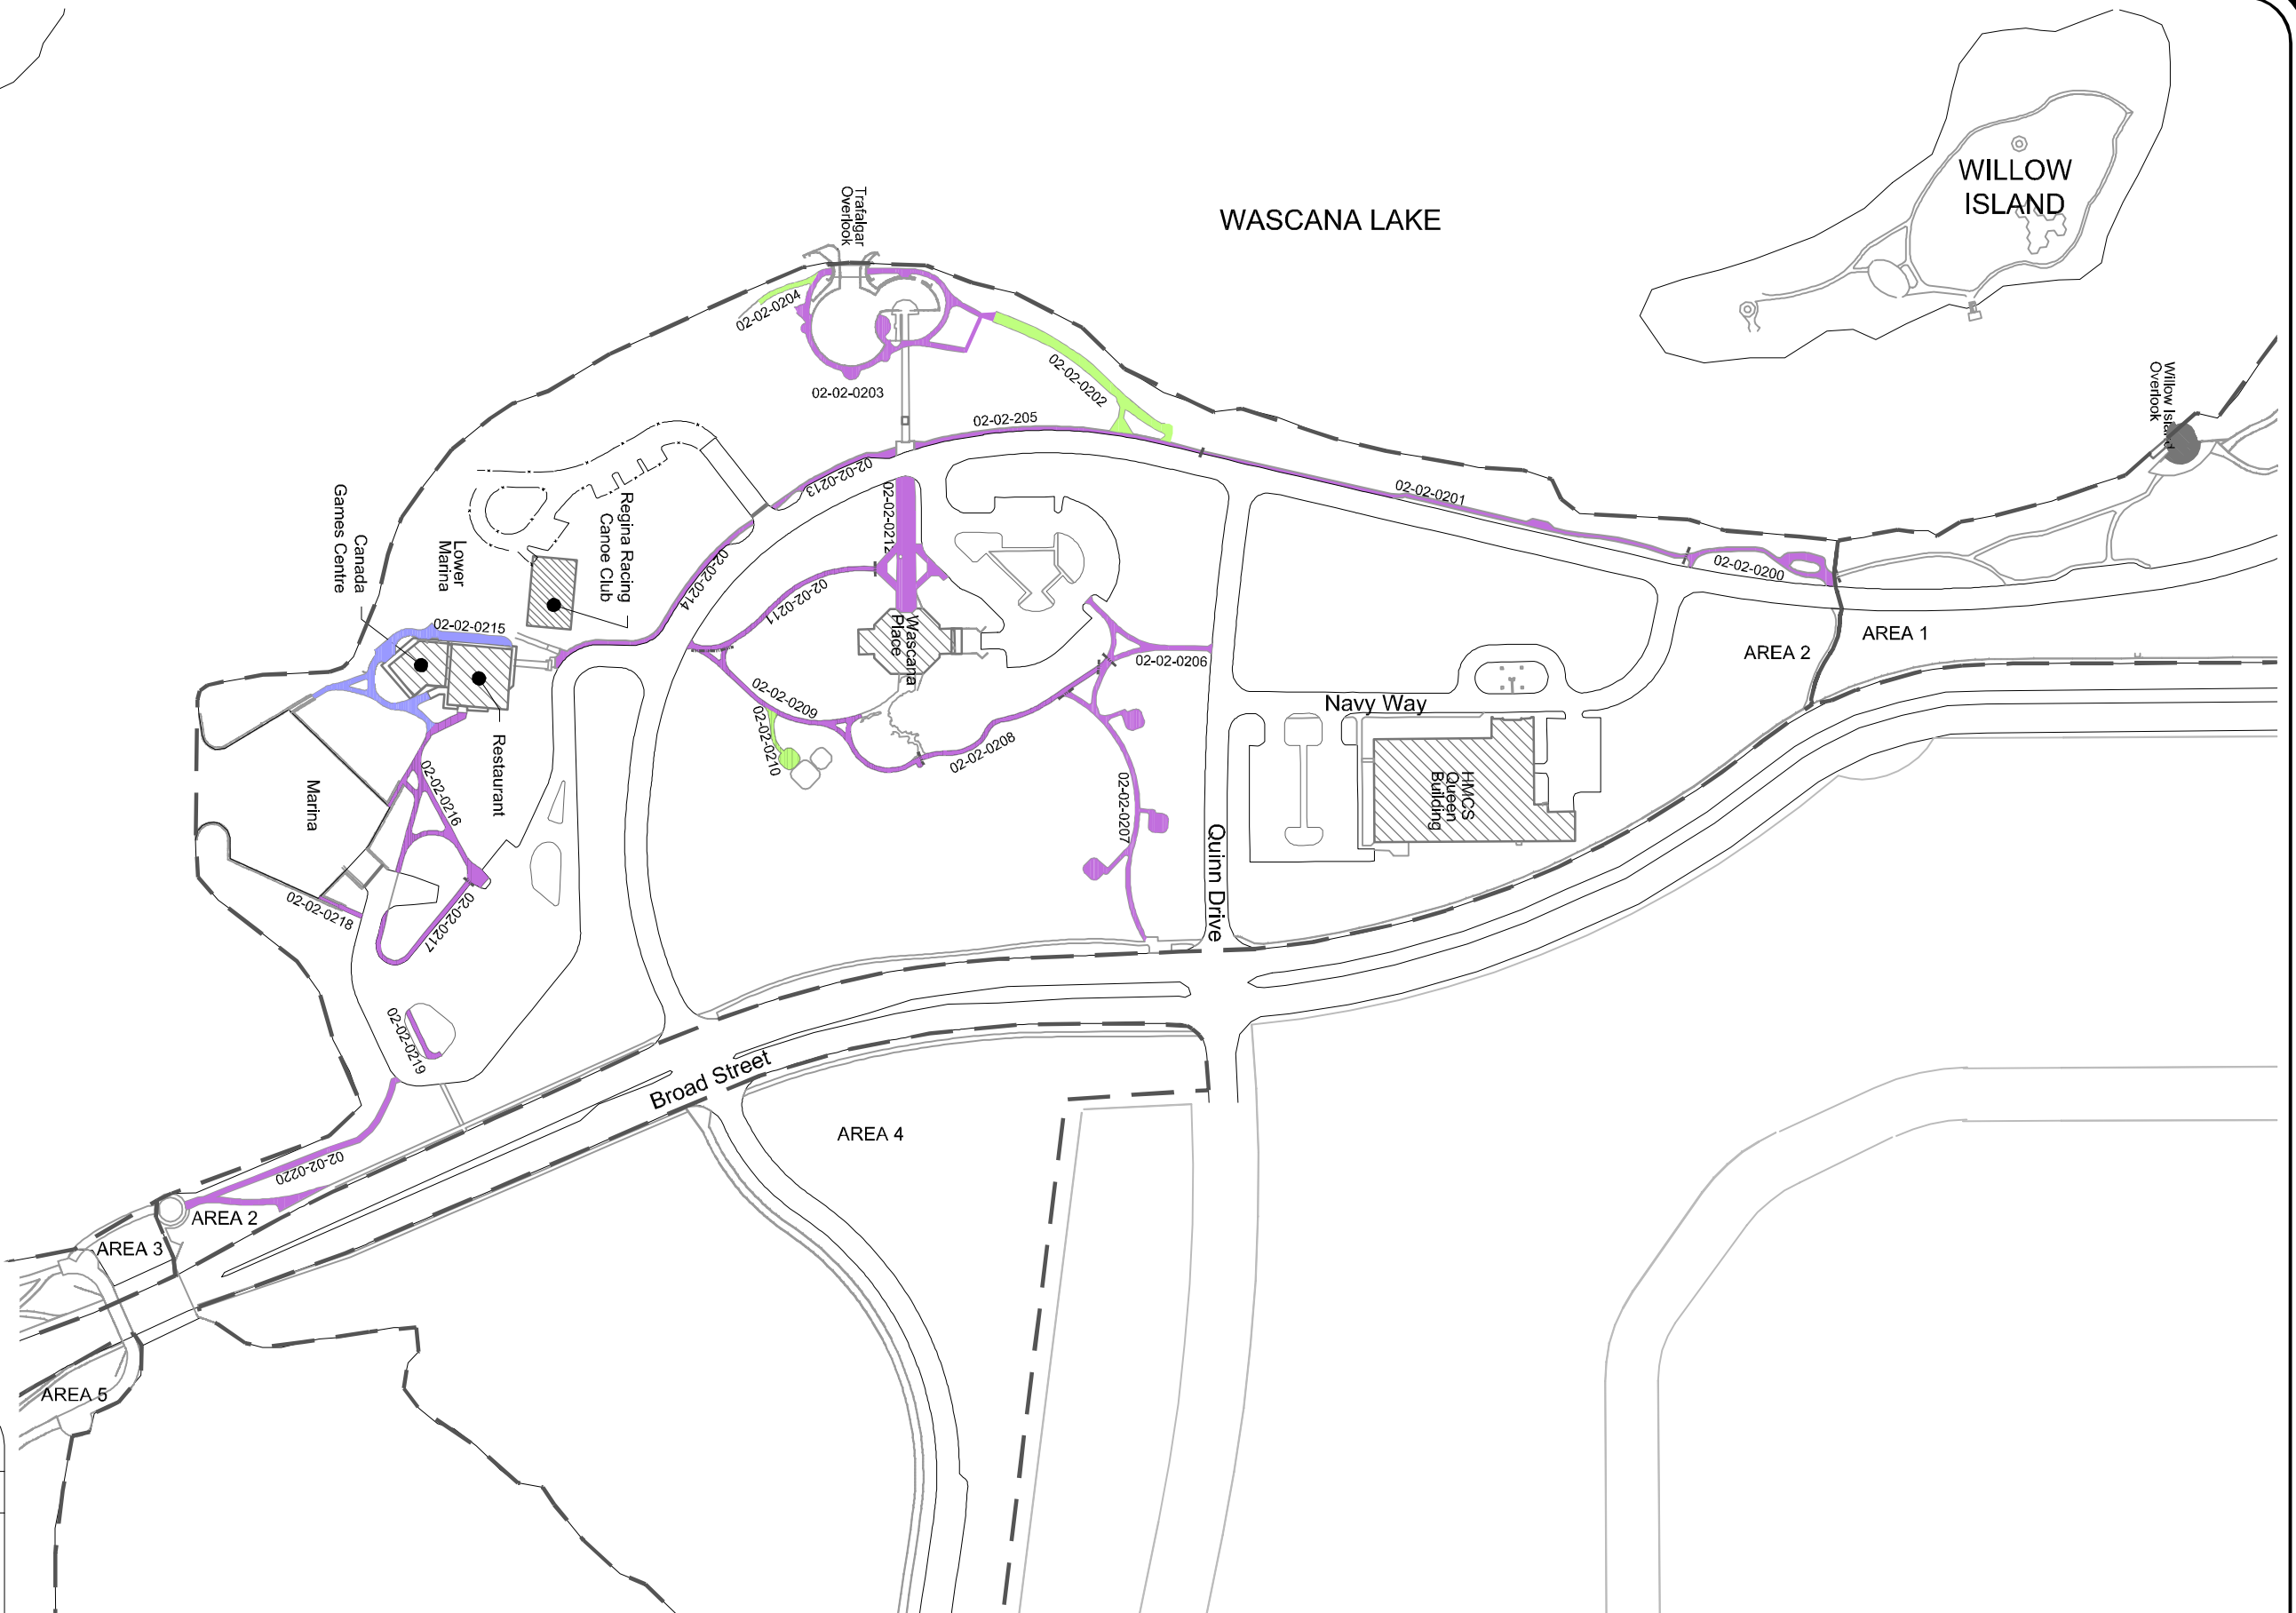 WILLOW
ISLAND
WASCANA LAKE
Trafalgar
Overlook
02-02-0204
02-02-0203
02-02-0202
02-02-205
Willow Island
Overlook
02-02-0201
02-02-0200
02-02-0213
02-02-0212
Regina Racing
Canoe Club
Lower
Marina
Canada
Games Centre
02-02-0214
02-02-0211
02-02-0215
Wascana
Place
02-02-0206
AREA 2
AREA 1
Navy Way
02-02-0209
02-02-0210
02-02-0208
02-02-0207
Restaurant
Marina
02-02-0216
HMCS
Queen
Building
Quinn Drive
02-02-0218
02-02-0217
02-02-0219
Broad Street
AREA 4
02-02-0220
AREA 2
AREA 3
AREA 5